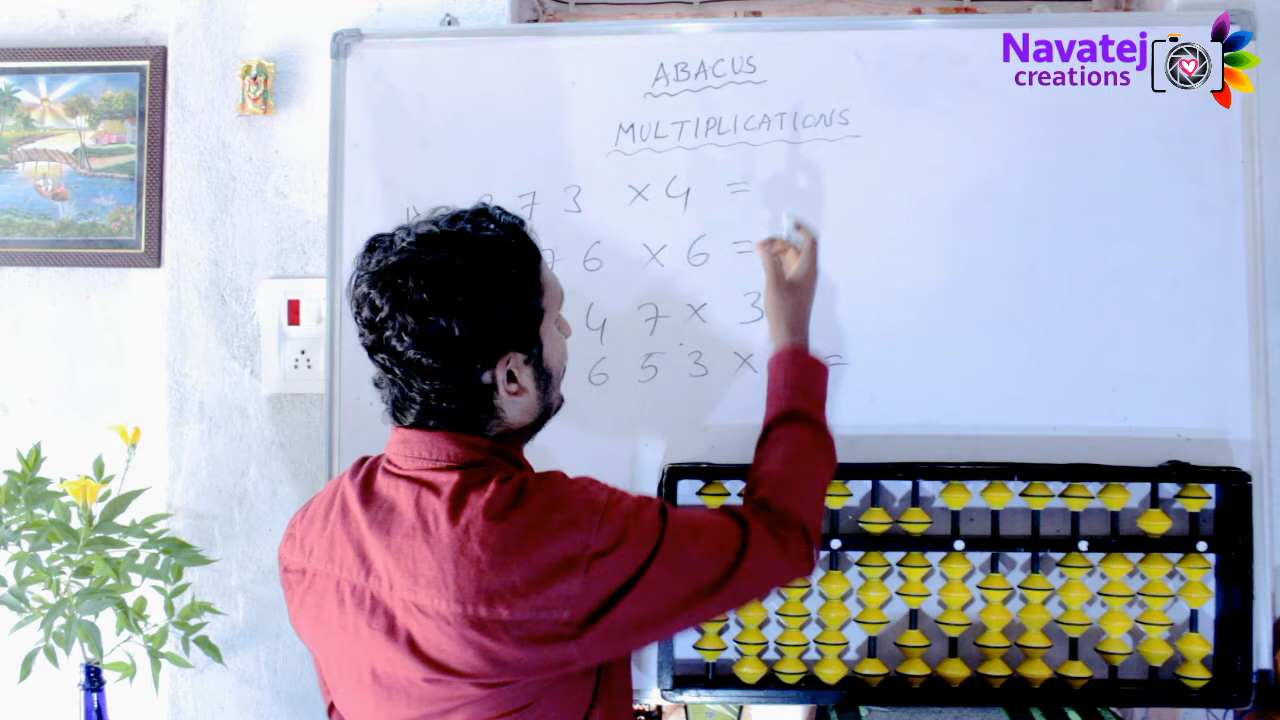 Navatej
creations
ABACUS
MULTIPLICATIONS
7 3 × 4 =
6 × 6 =
4 7 × 3
6 5 3 × =